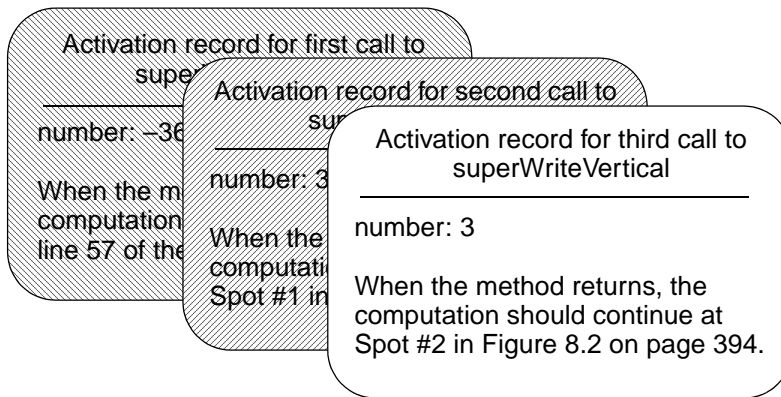 Activation record for first call to
number: –36
When the m
computation
line 57 of the
Activation record for second call to
number: 3
When the
Spot #1 in
Activation record for third call to
superWriteVertical
number: 3
When the method returns, the
computation should continue at
Spot #2 in Figure 8.2 on page 394.